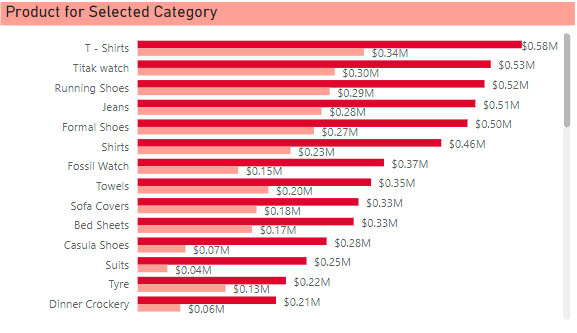 Product for Selected Category
T - Shirts $0.58M
$0.34M
Titak watch $0.53M
$0.30M
Running Shoes $0.52M
$0.29M
Jeans $0.51M
$0.28M
Formal Shoes $0.50M
$0.27M
Shirts $0.46M
$0.23M
Fossil Watch $0.37M
$0.15M
Towels $0.35M
$0.20M
Sofa Covers $0.33M
$0.18M
Bed Sheets $0.33M
$0.17M
Casula Shoes $0.28M
$0.07M
Suits $0.25M
$0.04M
Tyre $0.22M
$0.13M
Dinner Crockery $0.21M
$0.06M